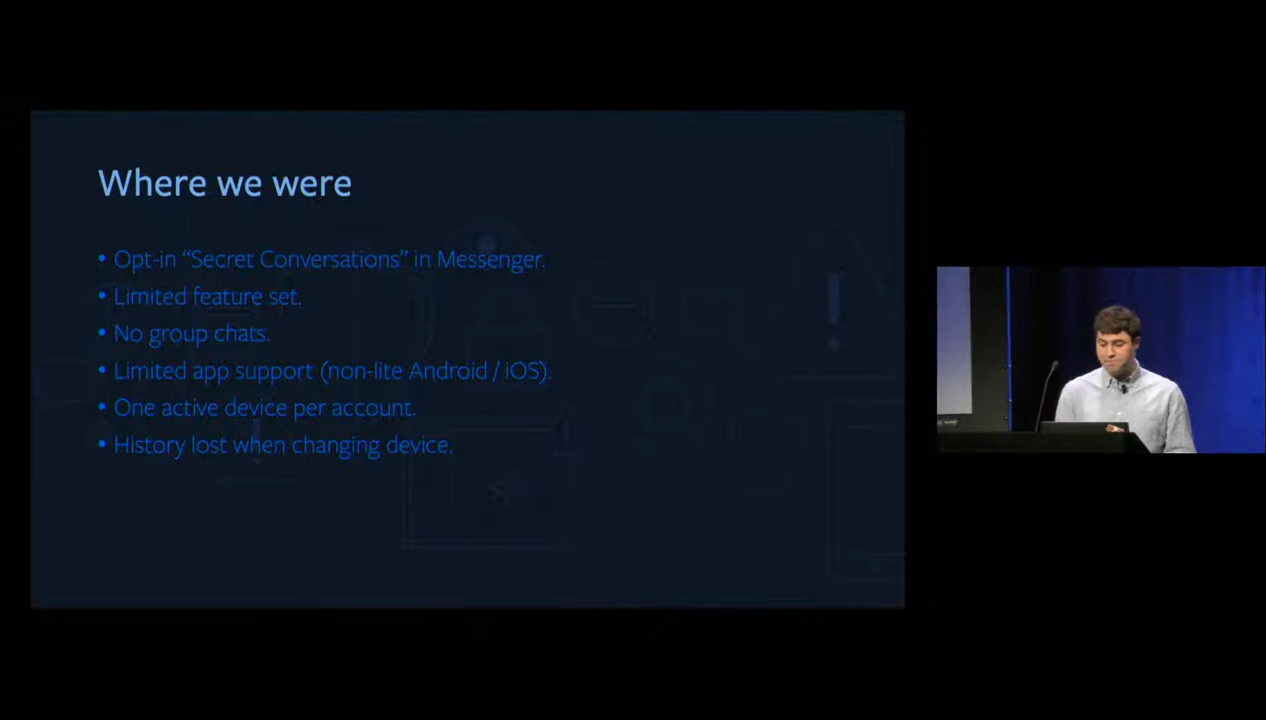 Where we were
• Opt-in “Secret Conversations” in Messenger.
• Limited feature set.
• No group chats.
• Limited app support (non-lite Android / iOS).
• One active device per account.
• History lost when changing device.